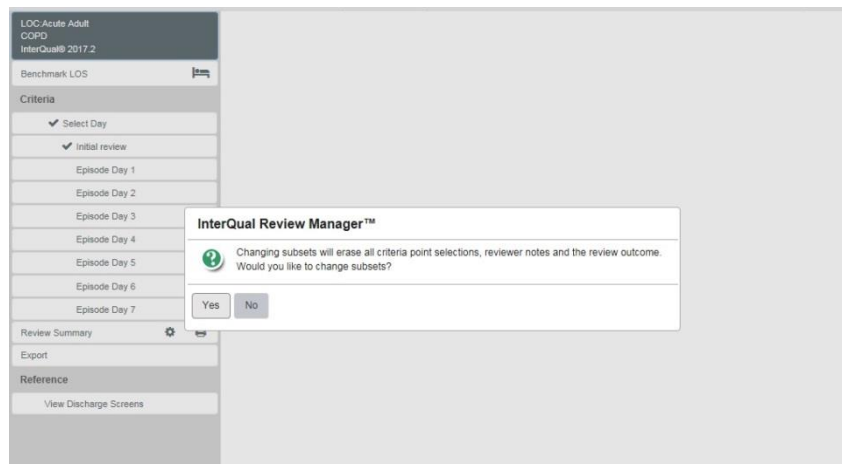 LOC:Acute Adult
COPD
InterQual® 2017.2
Benchmark LOS
Criteria
Select Day
Initial review
Episode Day 1
Episode Day 2
Episode Day 3
Episode Day 4
Episode Day 5
Episode Day 6
Episode Day 7
Review Summary
Export
Reference
View Discharge Screens
InterQual Review Manager™
Changing subsets will erase all criteria point selections, reviewer notes and the review outcome.
Would you like to change subsets?
Yes No